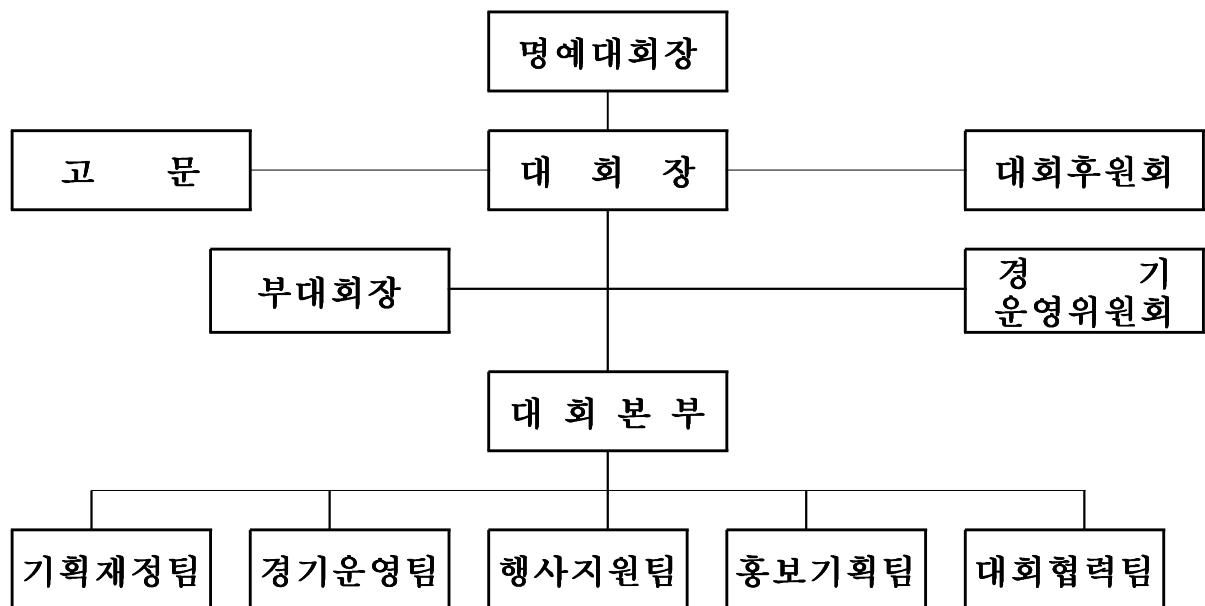 명예대회장
고 문
대 회 장
대회후원회
부대회장
경 기
운영위원회
대 회 본 부
기획재정팀
경기운영팀
행사지원팀
홍보기획팀
대회협력팀